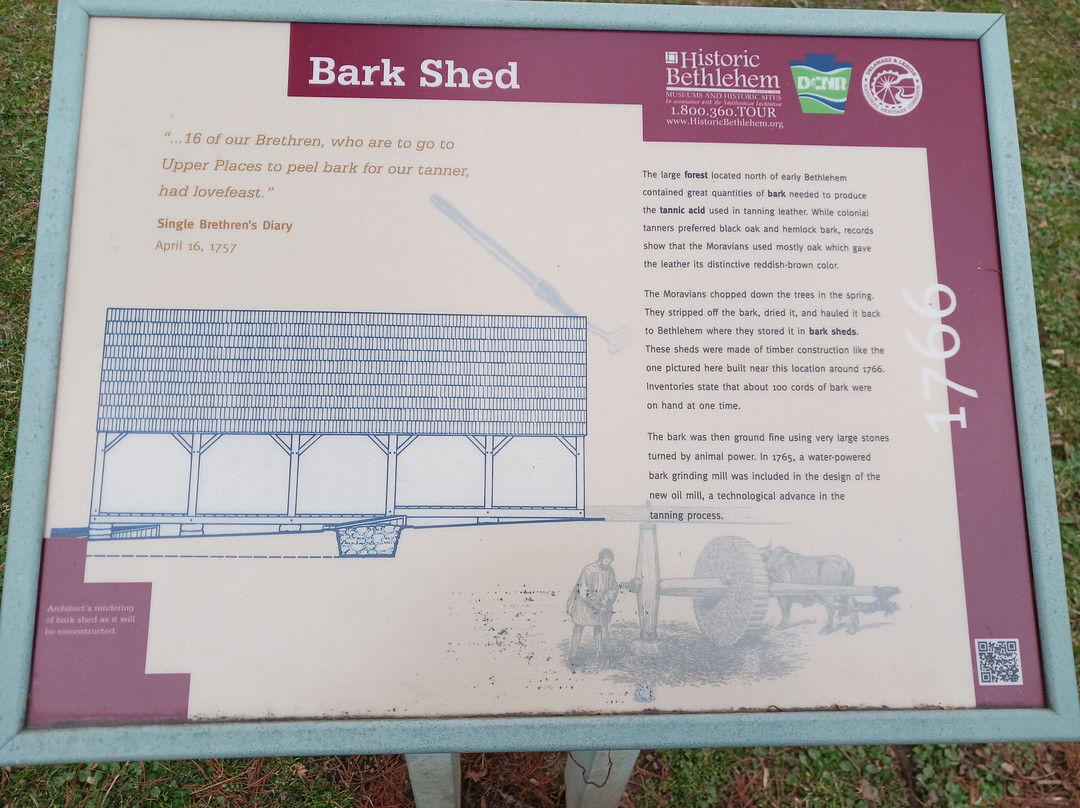 Bark Shed
Historic
Bethlehem
MUSEUMS AND HISTORIC SITES
In association with the Smithsonian Institution
1.800.360.TOUR
www.HistoricBethlehem.org
DCNR
DELAWARE & LEHIGH
"...16 of our Brethren, who are to go to
Upper Places to peel bark for our tanner,
had lovefeast."
Single Brethren's Diary
April 16, 1757
The large forest located north of early Bethlehem
contained great quantities of bark needed to produce
the tannic acid used in tanning leather. While colonial
tanners preferred black oak and hemlock bark, records
show that the Moravians used mostly oak which gave
the leather its distinctive reddish-brown color.
The Moravians chopped down the trees in the spring.
They stripped off the bark, dried it, and hauled it back
to Bethlehem where they stored it in bark sheds.
These sheds were made of timber construction like the
one pictured here built near this location around 1766.
Inventories state that about 100 cords of bark were
on hand at one time.
The bark was then ground fine using very large stones
turned by animal power. In 1765, a water-powered
bark grinding mill was included in the design of the
new oil mill, a technological advance in the
tanning process.
1766
Architect's rendering
of bark shed as it will
be reconstructed.